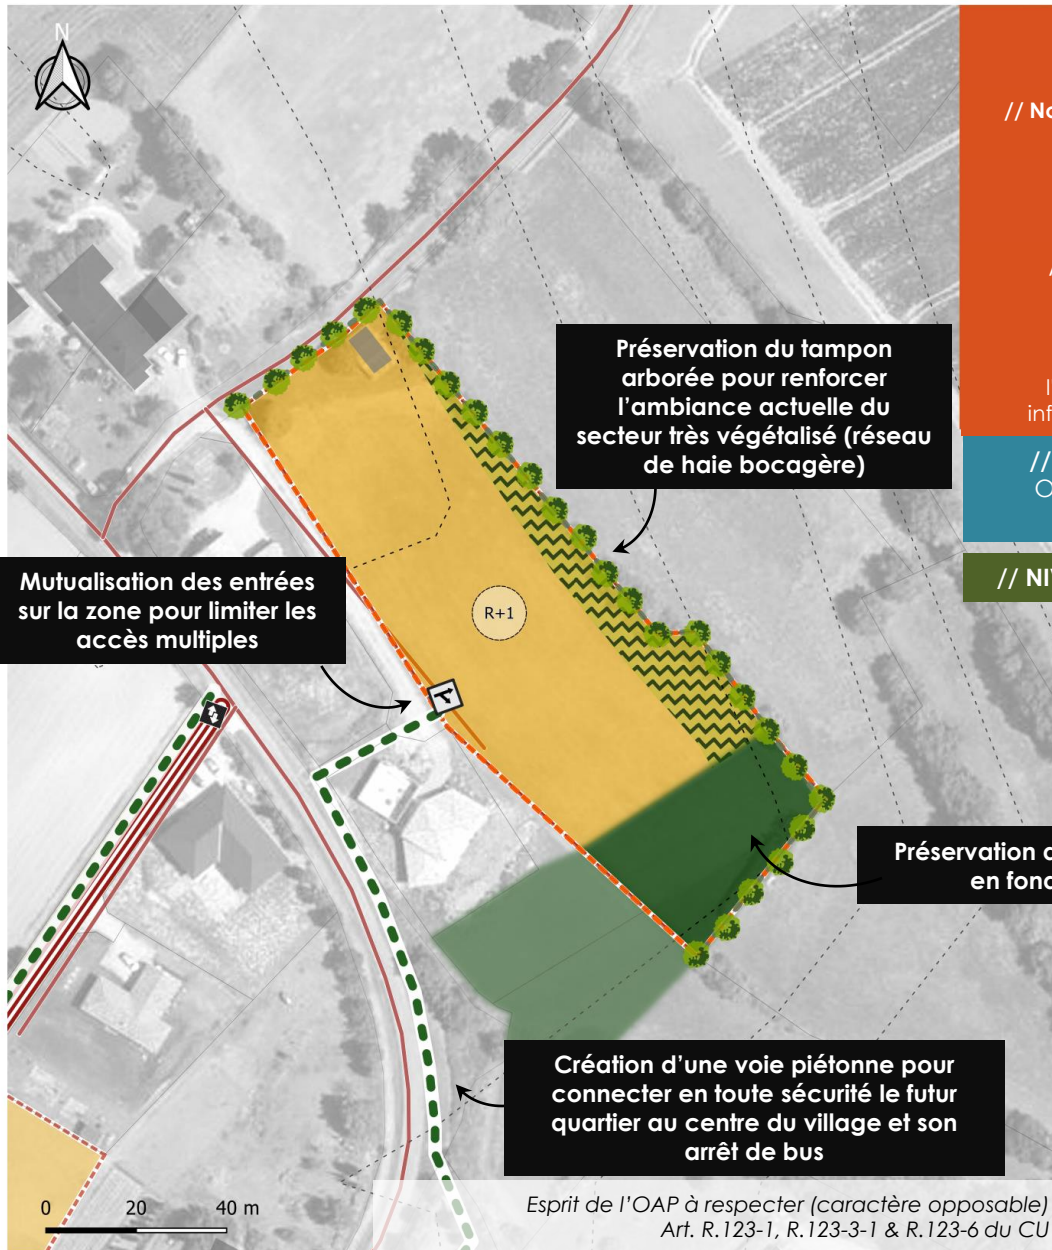 N
// No
Préservation du tampon
arborée pour renforcer
l'ambiance actuelle du
secteur très végétalisé (réseau
de haie bocagère)
inf
//
O
Mutualisation des entrées
sur la zone pour limiter les
accès multiples
// NI
R+1
Préservation
en fond
Création d'une voie piétonne pour
connecter en toute sécurité le futur
quartier au centre du village et son
arrêt de bus
0 20 40 m
Esprit de l'OAP à respecter (caractère opposable)
Art. R.123-1, R.123-3-1 & R.123-6 du CU